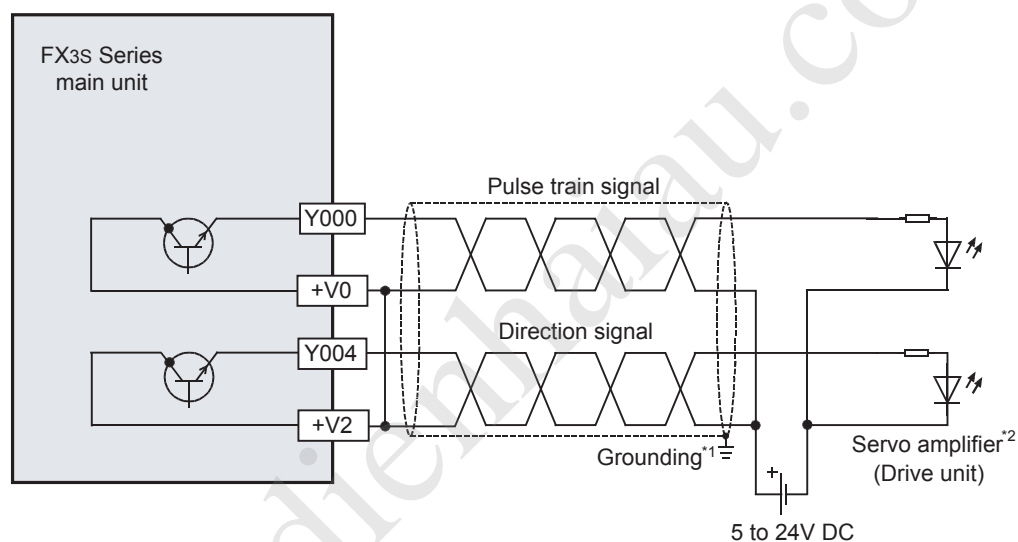 FX3S Series
main unit
Pulse train signal
Y000
+V0
Direction signal
Y004
+V2
Grounding*1
Servo amplifier*2
(Drive unit)
+
5 to 24V DC